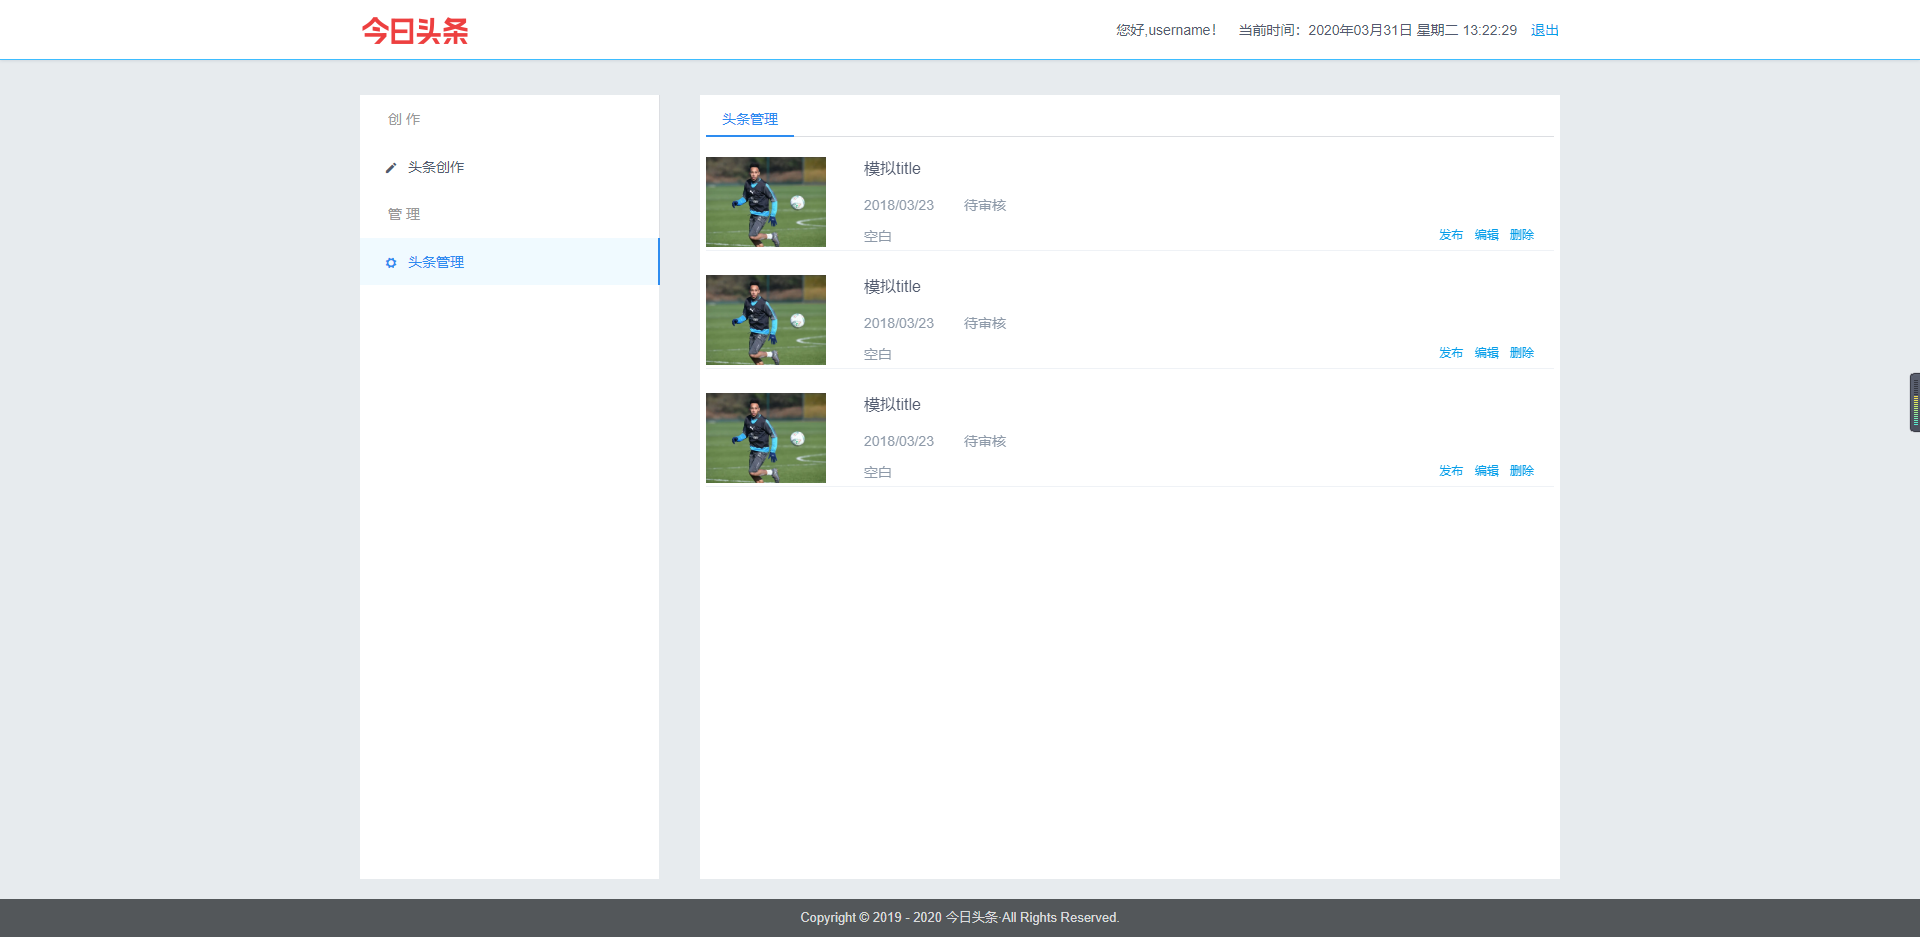 今日头条
您好,username! 当前时间：2020年03月31日 星期二 13:22:29 退出
创 作
头条创作
管 理
头条管理
头条管理
模拟title
2018/03/23 待审核
空白
发布 编辑 删除
模拟title
2018/03/23 待审核
空白
发布 编辑 删除
模拟title
2018/03/23 待审核
空白
发布 编辑 删除
Copyright © 2019 - 2020 今日头条·All Rights Reserved.